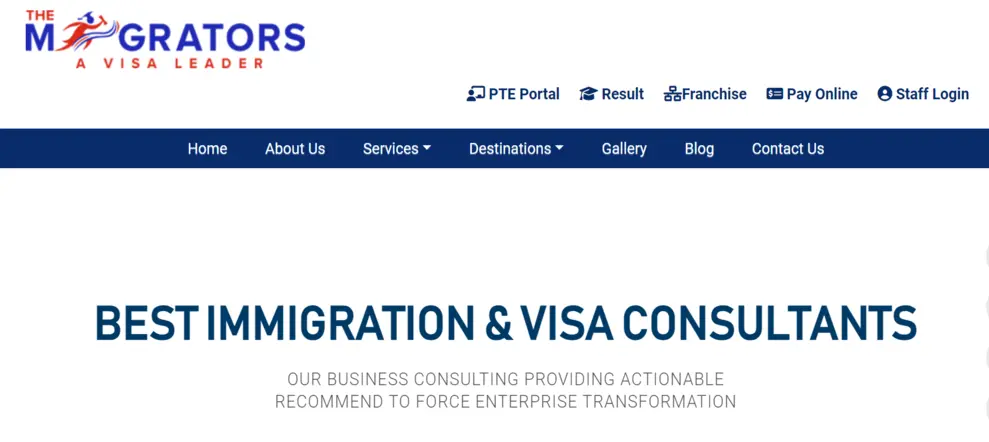 THE
MIGRATORS
A VISA LEADER
PTE Portal Result Franchise Pay Online Staff Login
Home About Us Services Destinations Gallery Blog Contact Us
BEST IMMIGRATION & VISA CONSULTANTS
OUR BUSINESS CONSULTING PROVIDING ACTIONABLE
RECOMMEND TO FORCE ENTERPRISE TRANSFORMATION